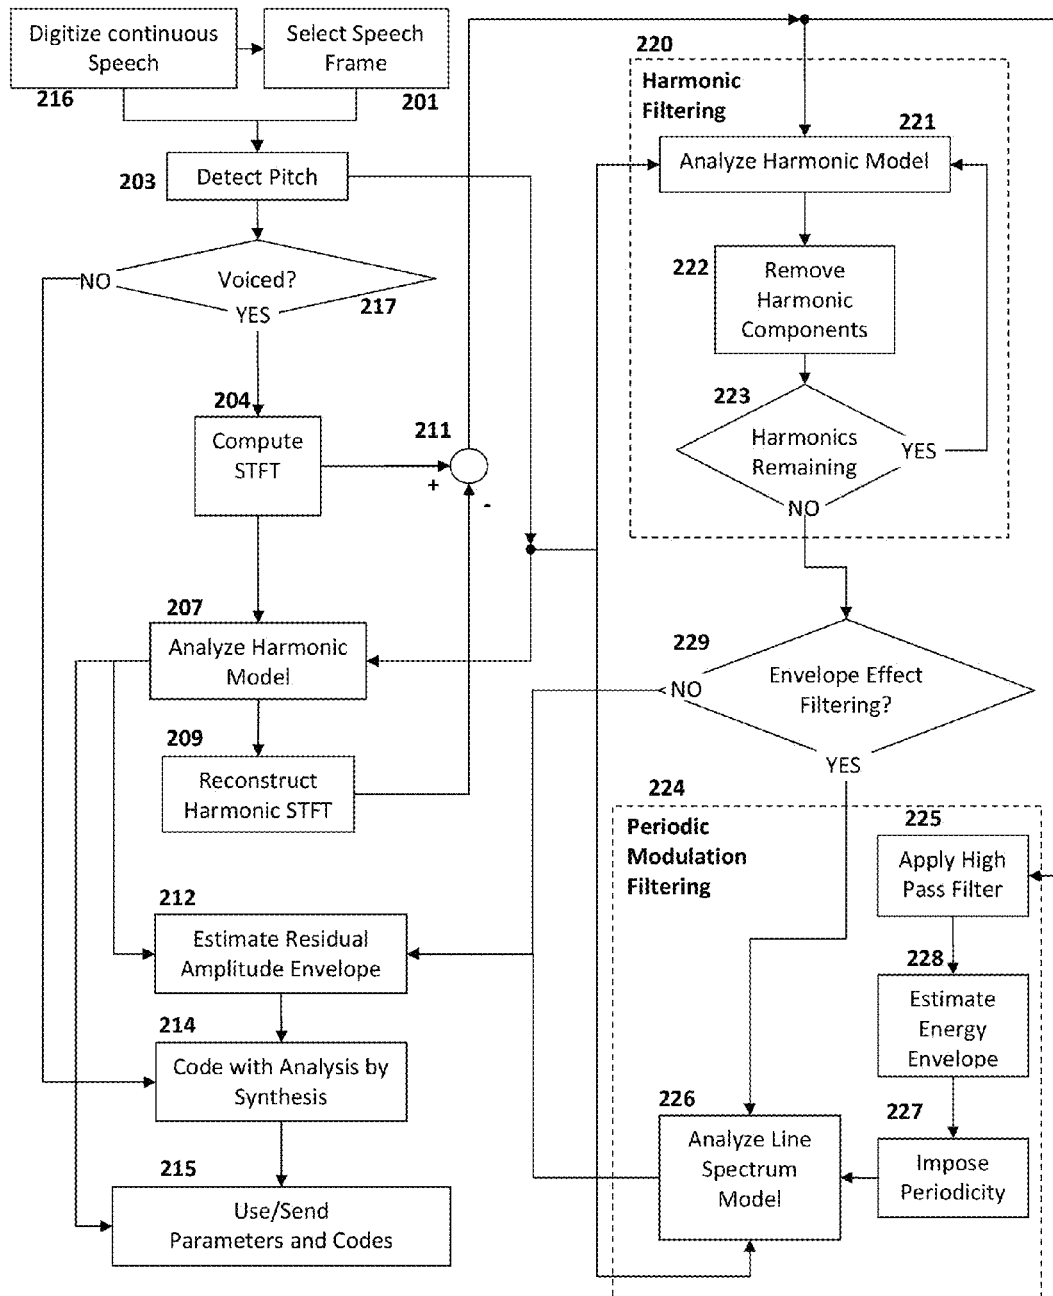 Digitize continuous
Speech
216
Select Speech
Frame
201
203
Detect Pitch
NO
Voiced?
YES
217
204
Compute
STFT
211
+
-
207
Analyze Harmonic
Model
209
Reconstruct
Harmonic STFT
212
Estimate Residual
Amplitude Envelope
214
Code with Analysis by
Synthesis
215
Use/Send
Parameters and Codes
220
Harmonic
Filtering
221
Analyze Harmonic Model
222
Remove
Harmonic
Components
223
Harmonics
Remaining
YES
NO
229
NO
Envelope Effect
Filtering?
YES
224
Periodic
Modulation
Filtering
225
Apply High
Pass Filter
228
Estimate
Energy
Envelope
227
Impose
Periodicity
226
Analyze Line
Spectrum
Model